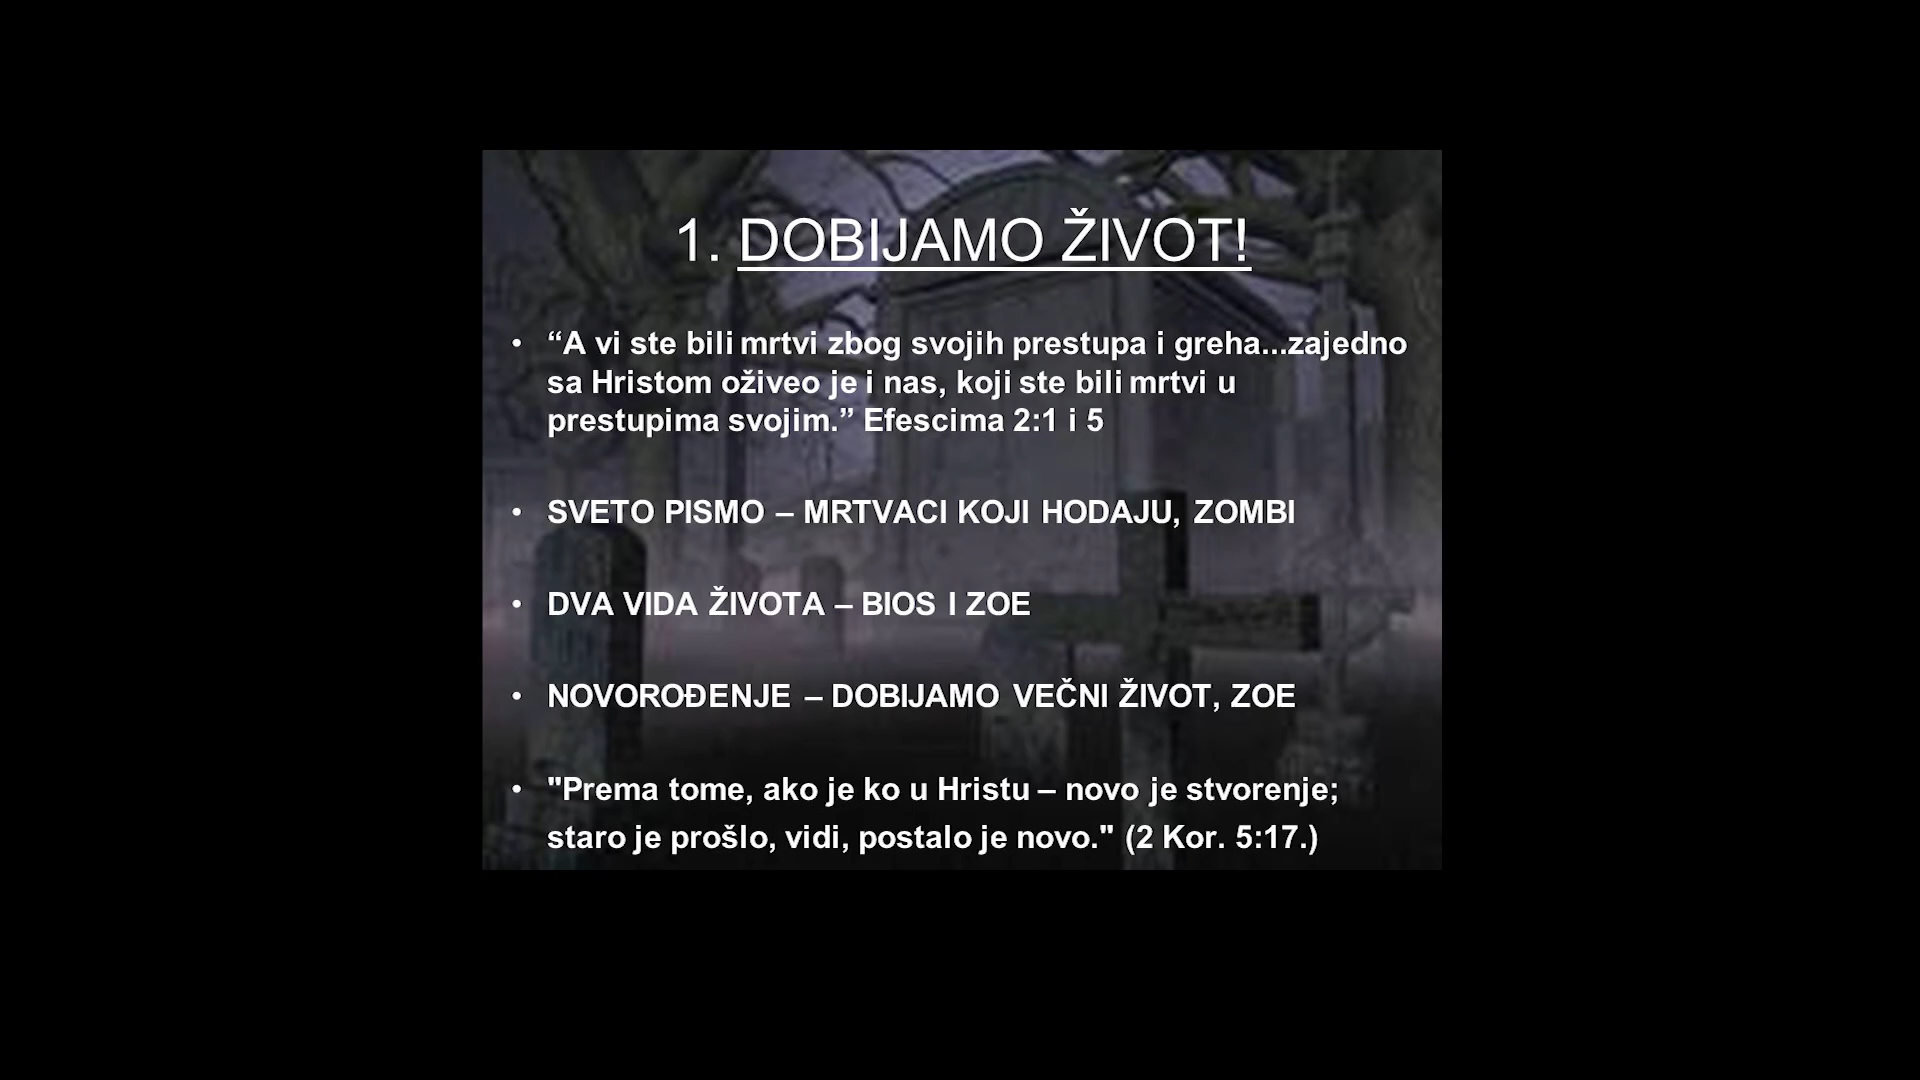 1. DOBIJAMO ŽIVOT!
• “A vi ste bili mrtvi zbog svojih prestupa i greha...zajedno
sa Hristom oživeo je i nas, koji ste bili mrtvi u
prestupima svojim.” Efescima 2:1 i 5
• SVETO PISMO – MRTVACI KOJI HODAJU, ZOMBI
• DVA VIDA ŽIVOTA – BIOS I ZOE
• NOVOROĐENJE – DOBIJAMO VEČNI ŽIVOT, ZOE
• "Prema tome, ako je ko u Hristu – novo je stvorenje;
staro je prošlo, vidi, postalo je novo." (2 Kor. 5:17.)